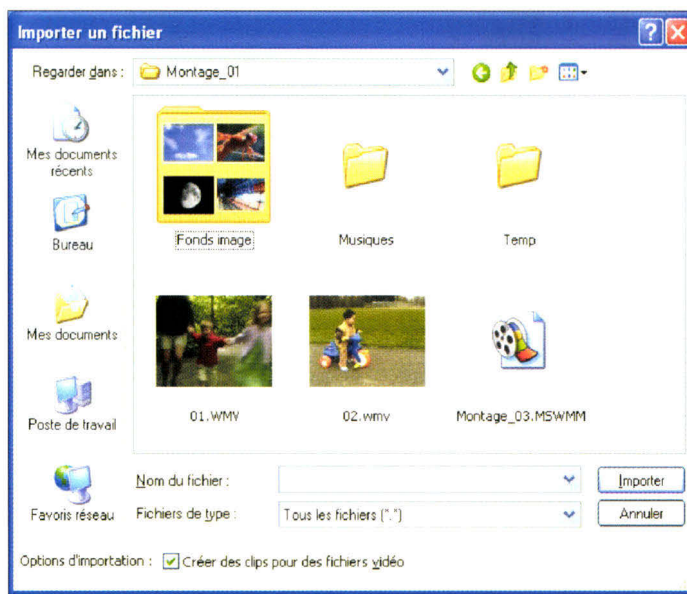 Importer un fichier
Regarder dans :
Montage_01
Mes documents
récents
Bureau
Mes documents
Poste de travail
Favoris réseau
Fonds image
Musiques
Temp
01.WMV
02.wmv
Montage_03.MSWMM
Nom du fichier :
Importer
Fichiers de type :
Tous les fichiers (*.*)
Annuler
Options d'importation :
Créer des clips pour des fichiers vidéo